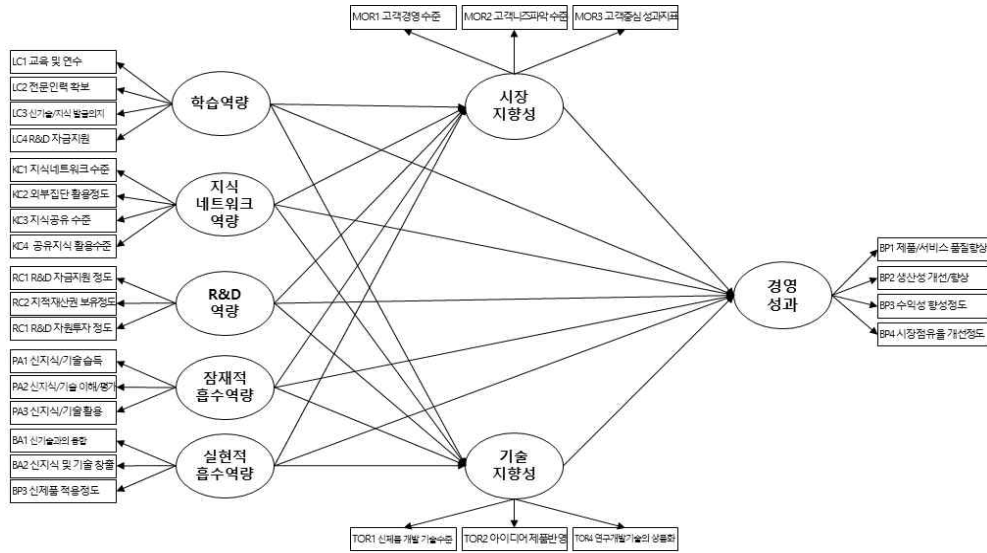 MOR1 고객경영 수준
MOR2 고객니즈파악 수준
MOR3 고객중심 성과지표
LC1 교육 및 연수
LC2 전문인력 확보
LC3 신기술/지식 발굴의지
LC4 R&D 자금지원
학습역량
시장
지향성
KC1 지식네트워크 수준
KC2 외부집단 활용정도
KC3 지식공유 수준
KC4 공유지식 활용수준
지식
네트워크
역량
RC1 R&D 자금지원 정도
RC2 지적재산권 보유정도
RC1 R&D 자원투자 정도
R&D
역량
경영
성과
BP1 제품/서비스 품질향상
BP2 생산성 개선/향상
BP3 수익성 향성정도
BP4 시장점유율 개선정도
PA1 신지식/기술 습득
PA2 신지식/기술 이해/평가
PA3 신지식/기술 활용
잠재적
흡수역량
BA1 신기술과의 융합
BA2 신지식 및 기술 창출
BP3 신제품 적용정도
실현적
흡수역량
기술
지향성
TOR1 신제품 개발 기술수준
TOR2 아이디어 제품반영
TOR4 연구개발기술의 상품화